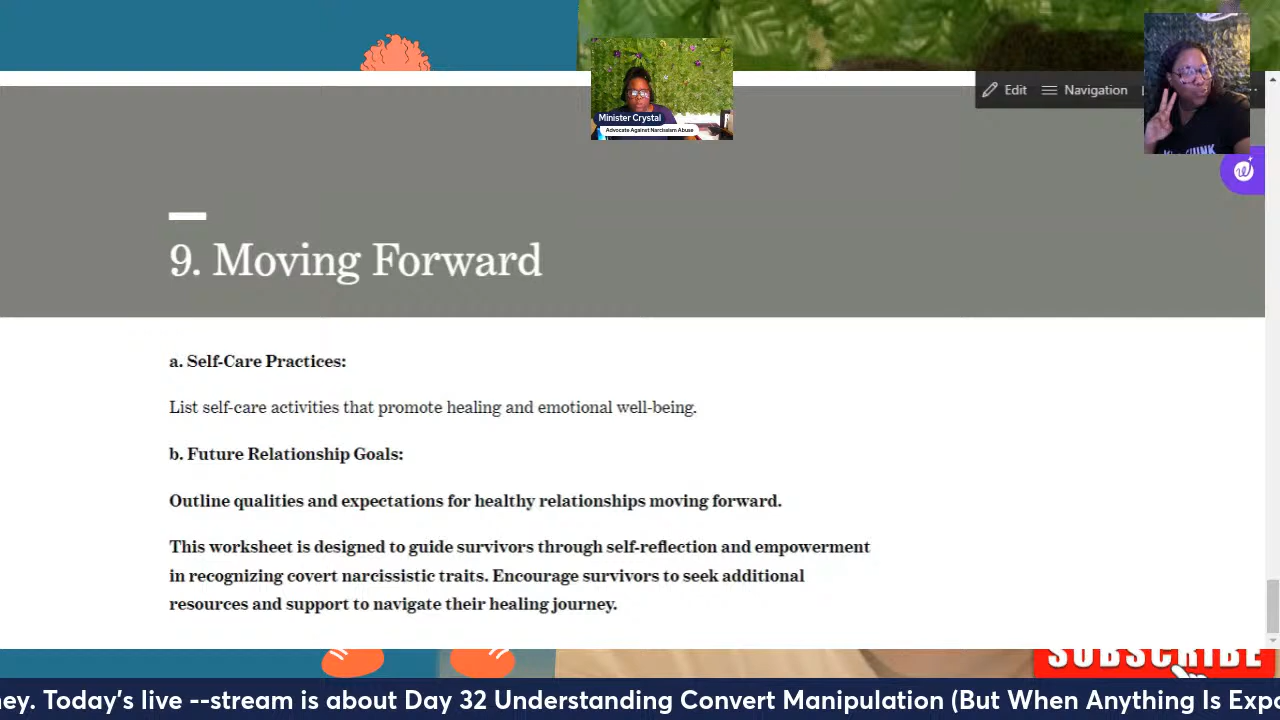 Edit
Navigation
Minister Crystal
Advocate Against Narcissism Abuse
9. Moving Forward
a. Self-Care Practices:
List self-care activities that promote healing and emotional well-being.
b. Future Relationship Goals:
Outline qualities and expectations for healthy relationships moving forward.
This worksheet is designed to guide survivors through self-reflection and empowerment
in recognizing covert narcissistic traits. Encourage survivors to seek additional
resources and support to navigate their healing journey.
SUBSCRIBE
ney. Today's live --stream is about Day 32 Understanding Convert Manipulation (But When Anything Is Expo